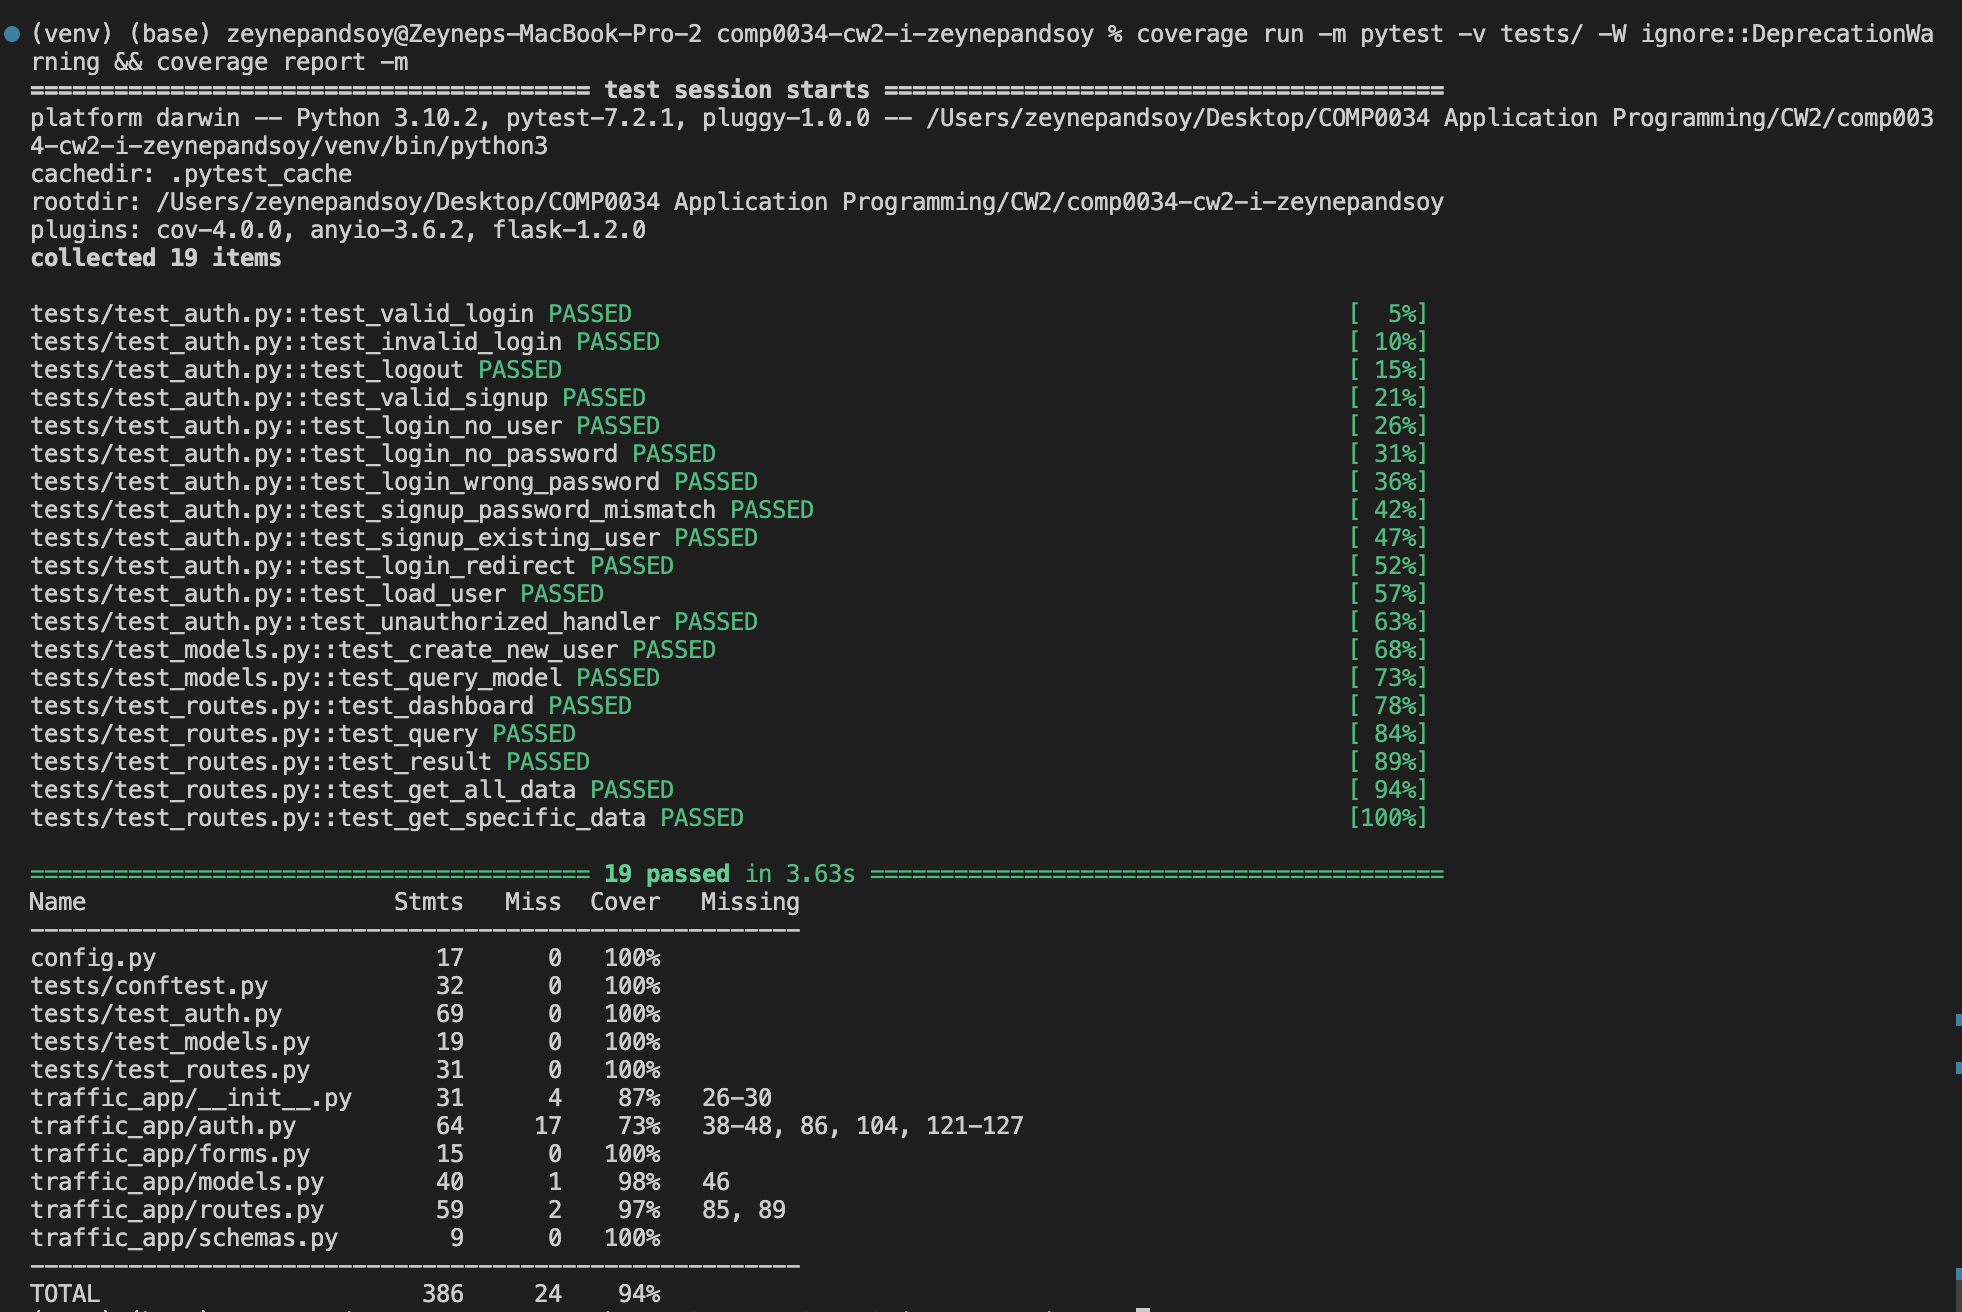 (venv) (base) zeynepandsoy@Zeyneps-MacBook-Pro-2 comp0034-cw2-i-zeynepandsoy % coverage run -m pytest -v tests/ -W ignore::DeprecationWa
rning && coverage report -m
======================================== test session starts ========================================
platform darwin -- Python 3.10.2, pytest-7.2.1, pluggy-1.0.0 -- /Users/zeynepandsoy/Desktop/COMP0034 Application Programming/CW2/comp003
4-cw2-i-zeynepandsoy/venv/bin/python3
cachedir: .pytest_cache
rootdir: /Users/zeynepandsoy/Desktop/COMP0034 Application Programming/CW2/comp0034-cw2-i-zeynepandsoy
plugins: cov-4.0.0, anyio-3.6.2, flask-1.2.0
collected 19 items
tests/test_auth.py::test_valid_login PASSED [  5%]
tests/test_auth.py::test_invalid_login PASSED [ 10%]
tests/test_auth.py::test_logout PASSED [ 15%]
tests/test_auth.py::test_valid_signup PASSED [ 21%]
tests/test_auth.py::test_login_no_user PASSED [ 26%]
tests/test_auth.py::test_login_no_password PASSED [ 31%]
tests/test_auth.py::test_login_wrong_password PASSED [ 36%]
tests/test_auth.py::test_signup_password_mismatch PASSED [ 42%]
tests/test_auth.py::test_signup_existing_user PASSED [ 47%]
tests/test_auth.py::test_login_redirect PASSED [ 52%]
tests/test_auth.py::test_load_user PASSED [ 57%]
tests/test_auth.py::test_unauthorized_handler PASSED [ 63%]
tests/test_models.py::test_create_new_user PASSED [ 68%]
tests/test_models.py::test_query_model PASSED [ 73%]
tests/test_routes.py::test_dashboard PASSED [ 78%]
tests/test_routes.py::test_query PASSED [ 84%]
tests/test_routes.py::test_result PASSED [ 89%]
tests/test_routes.py::test_get_all_data PASSED [ 94%]
tests/test_routes.py::test_get_specific_data PASSED [100%]
======================================== 19 passed in 3.63s =========================================
Name Stmts Miss Cover Missing
-------------------------------------------------------
config.py 17 0 100%
tests/conftest.py 32 0 100%
tests/test_auth.py 69 0 100%
tests/test_models.py 19 0 100%
tests/test_routes.py 31 0 100%
traffic_app/__init__.py 31 4 87% 26-30
traffic_app/auth.py 64 17 73% 38-48, 86, 104, 121-127
traffic_app/forms.py 15 0 100%
traffic_app/models.py 40 1 98% 46
traffic_app/routes.py 59 2 97% 85, 89
traffic_app/schemas.py 9 0 100%
-------------------------------------------------------
TOTAL 386 24 94%